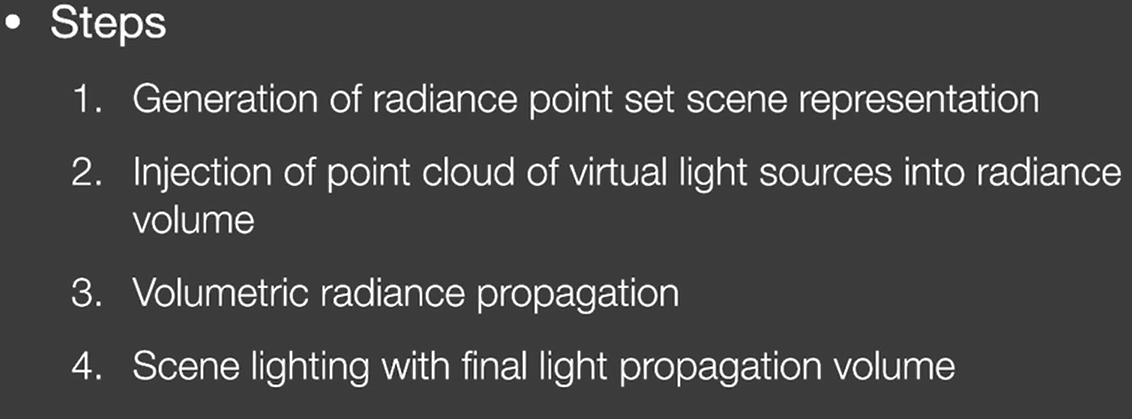 • Steps
1. Generation of radiance point set scene representation
2. Injection of point cloud of virtual light sources into radiance
volume
3. Volumetric radiance propagation
4. Scene lighting with final light propagation volume